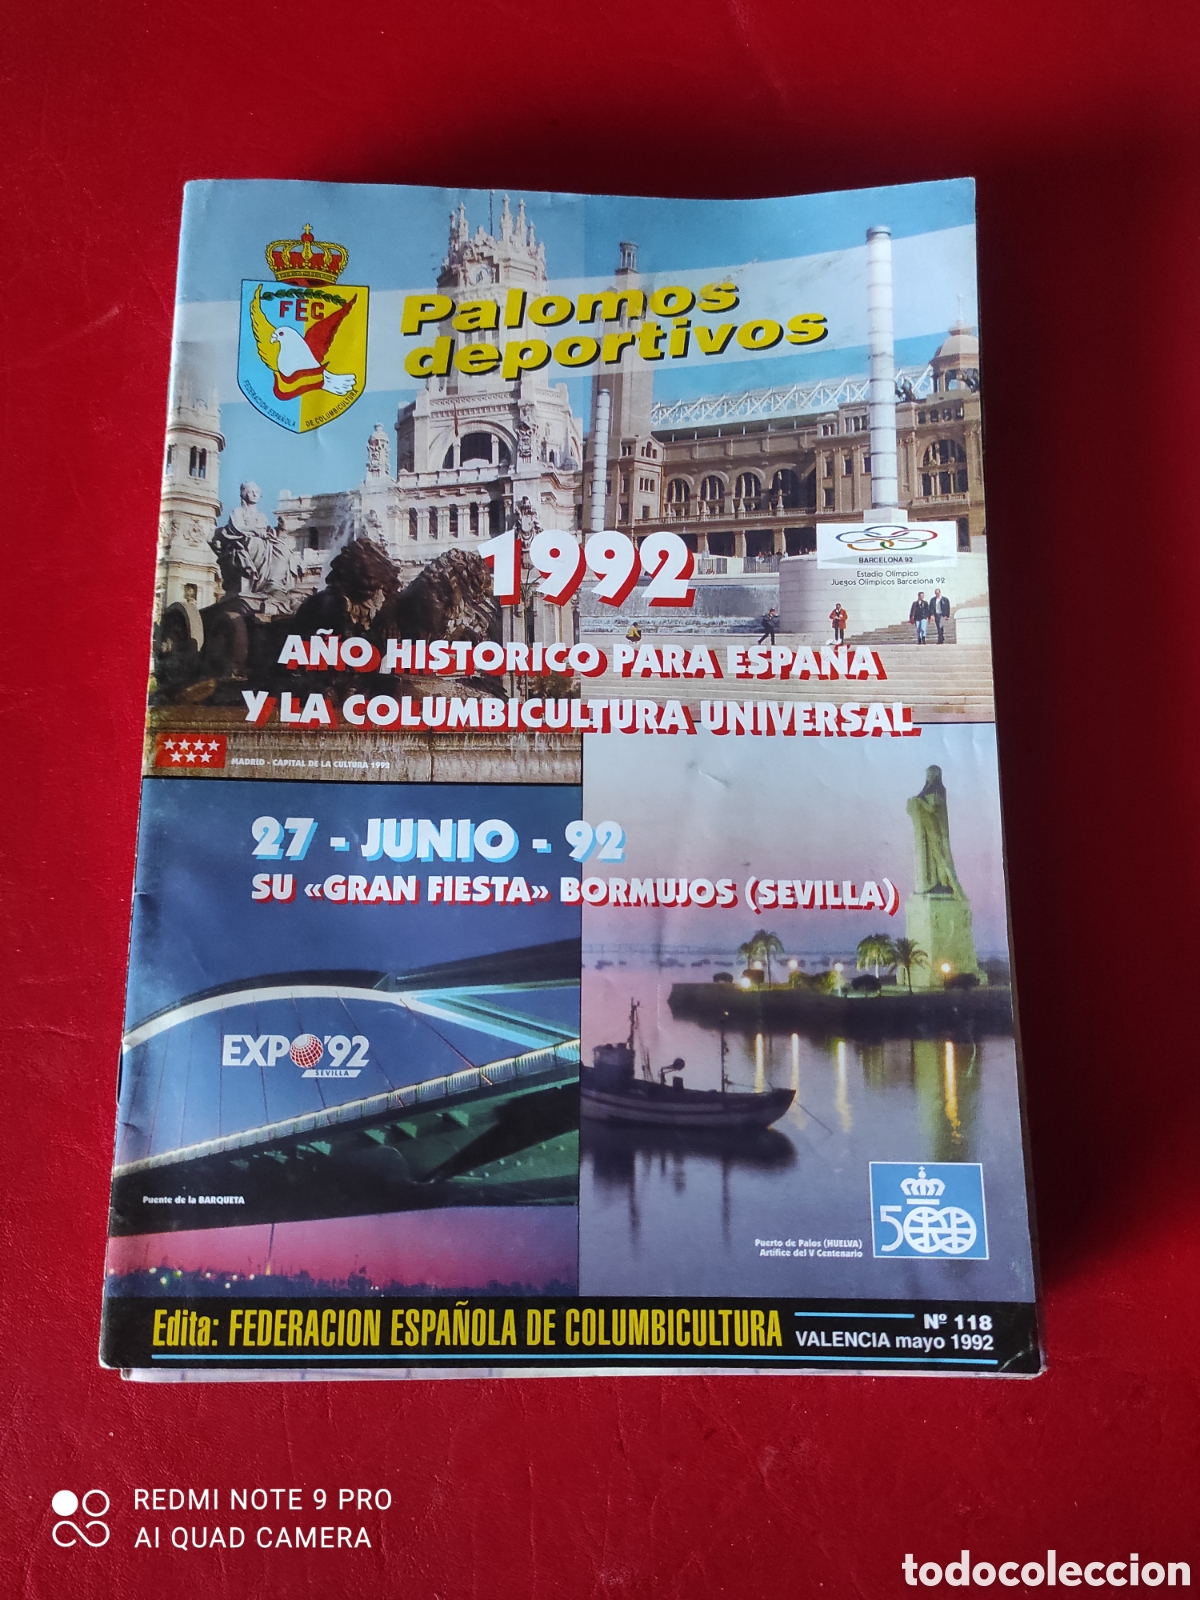 FEC
FEDERACION ESPAÑOLA
DE COLUMBICULTURA
Palomos
deportivos
1992
BARCELONA 92
Estadio Olímpico
Juegos Olímpicos Barcelona 92
AÑO HISTORICO PARA ESPAÑA
Y LA COLUMBICULTURA UNIVERSAL
MADRID - CAPITAL DE LA CULTURA 1992
27 - JUNIO - 92
SU «GRAN FIESTA» BORMUJOS (SEVILLA)
EXPO'92
SEVILLA
Puente de la BARQUETA
500
Puerto de Palos (HUELVA)
Artífice del V Centenario
Edita: FEDERACION ESPAÑOLA DE COLUMBICULTURA
Nº 118
VALENCIA mayo 1992
REDMI NOTE 9 PRO
AI QUAD CAMERA
todocoleccion